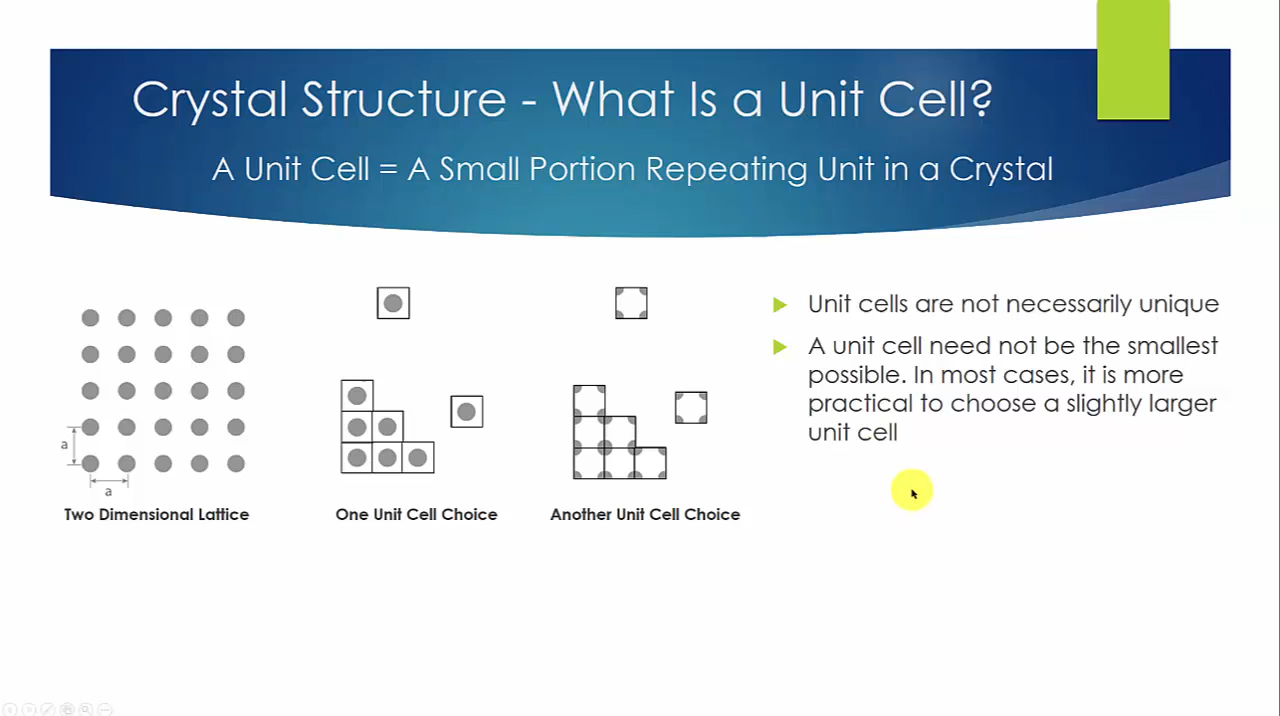 Crystal Structure - What Is a Unit Cell?
A Unit Cell = A Small Portion Repeating Unit in a Crystal
a
a
Two Dimensional Lattice
One Unit Cell Choice
Another Unit Cell Choice
Unit cells are not necessarily unique
A unit cell need not be the smallest
possible. In most cases, it is more
practical to choose a slightly larger
unit cell